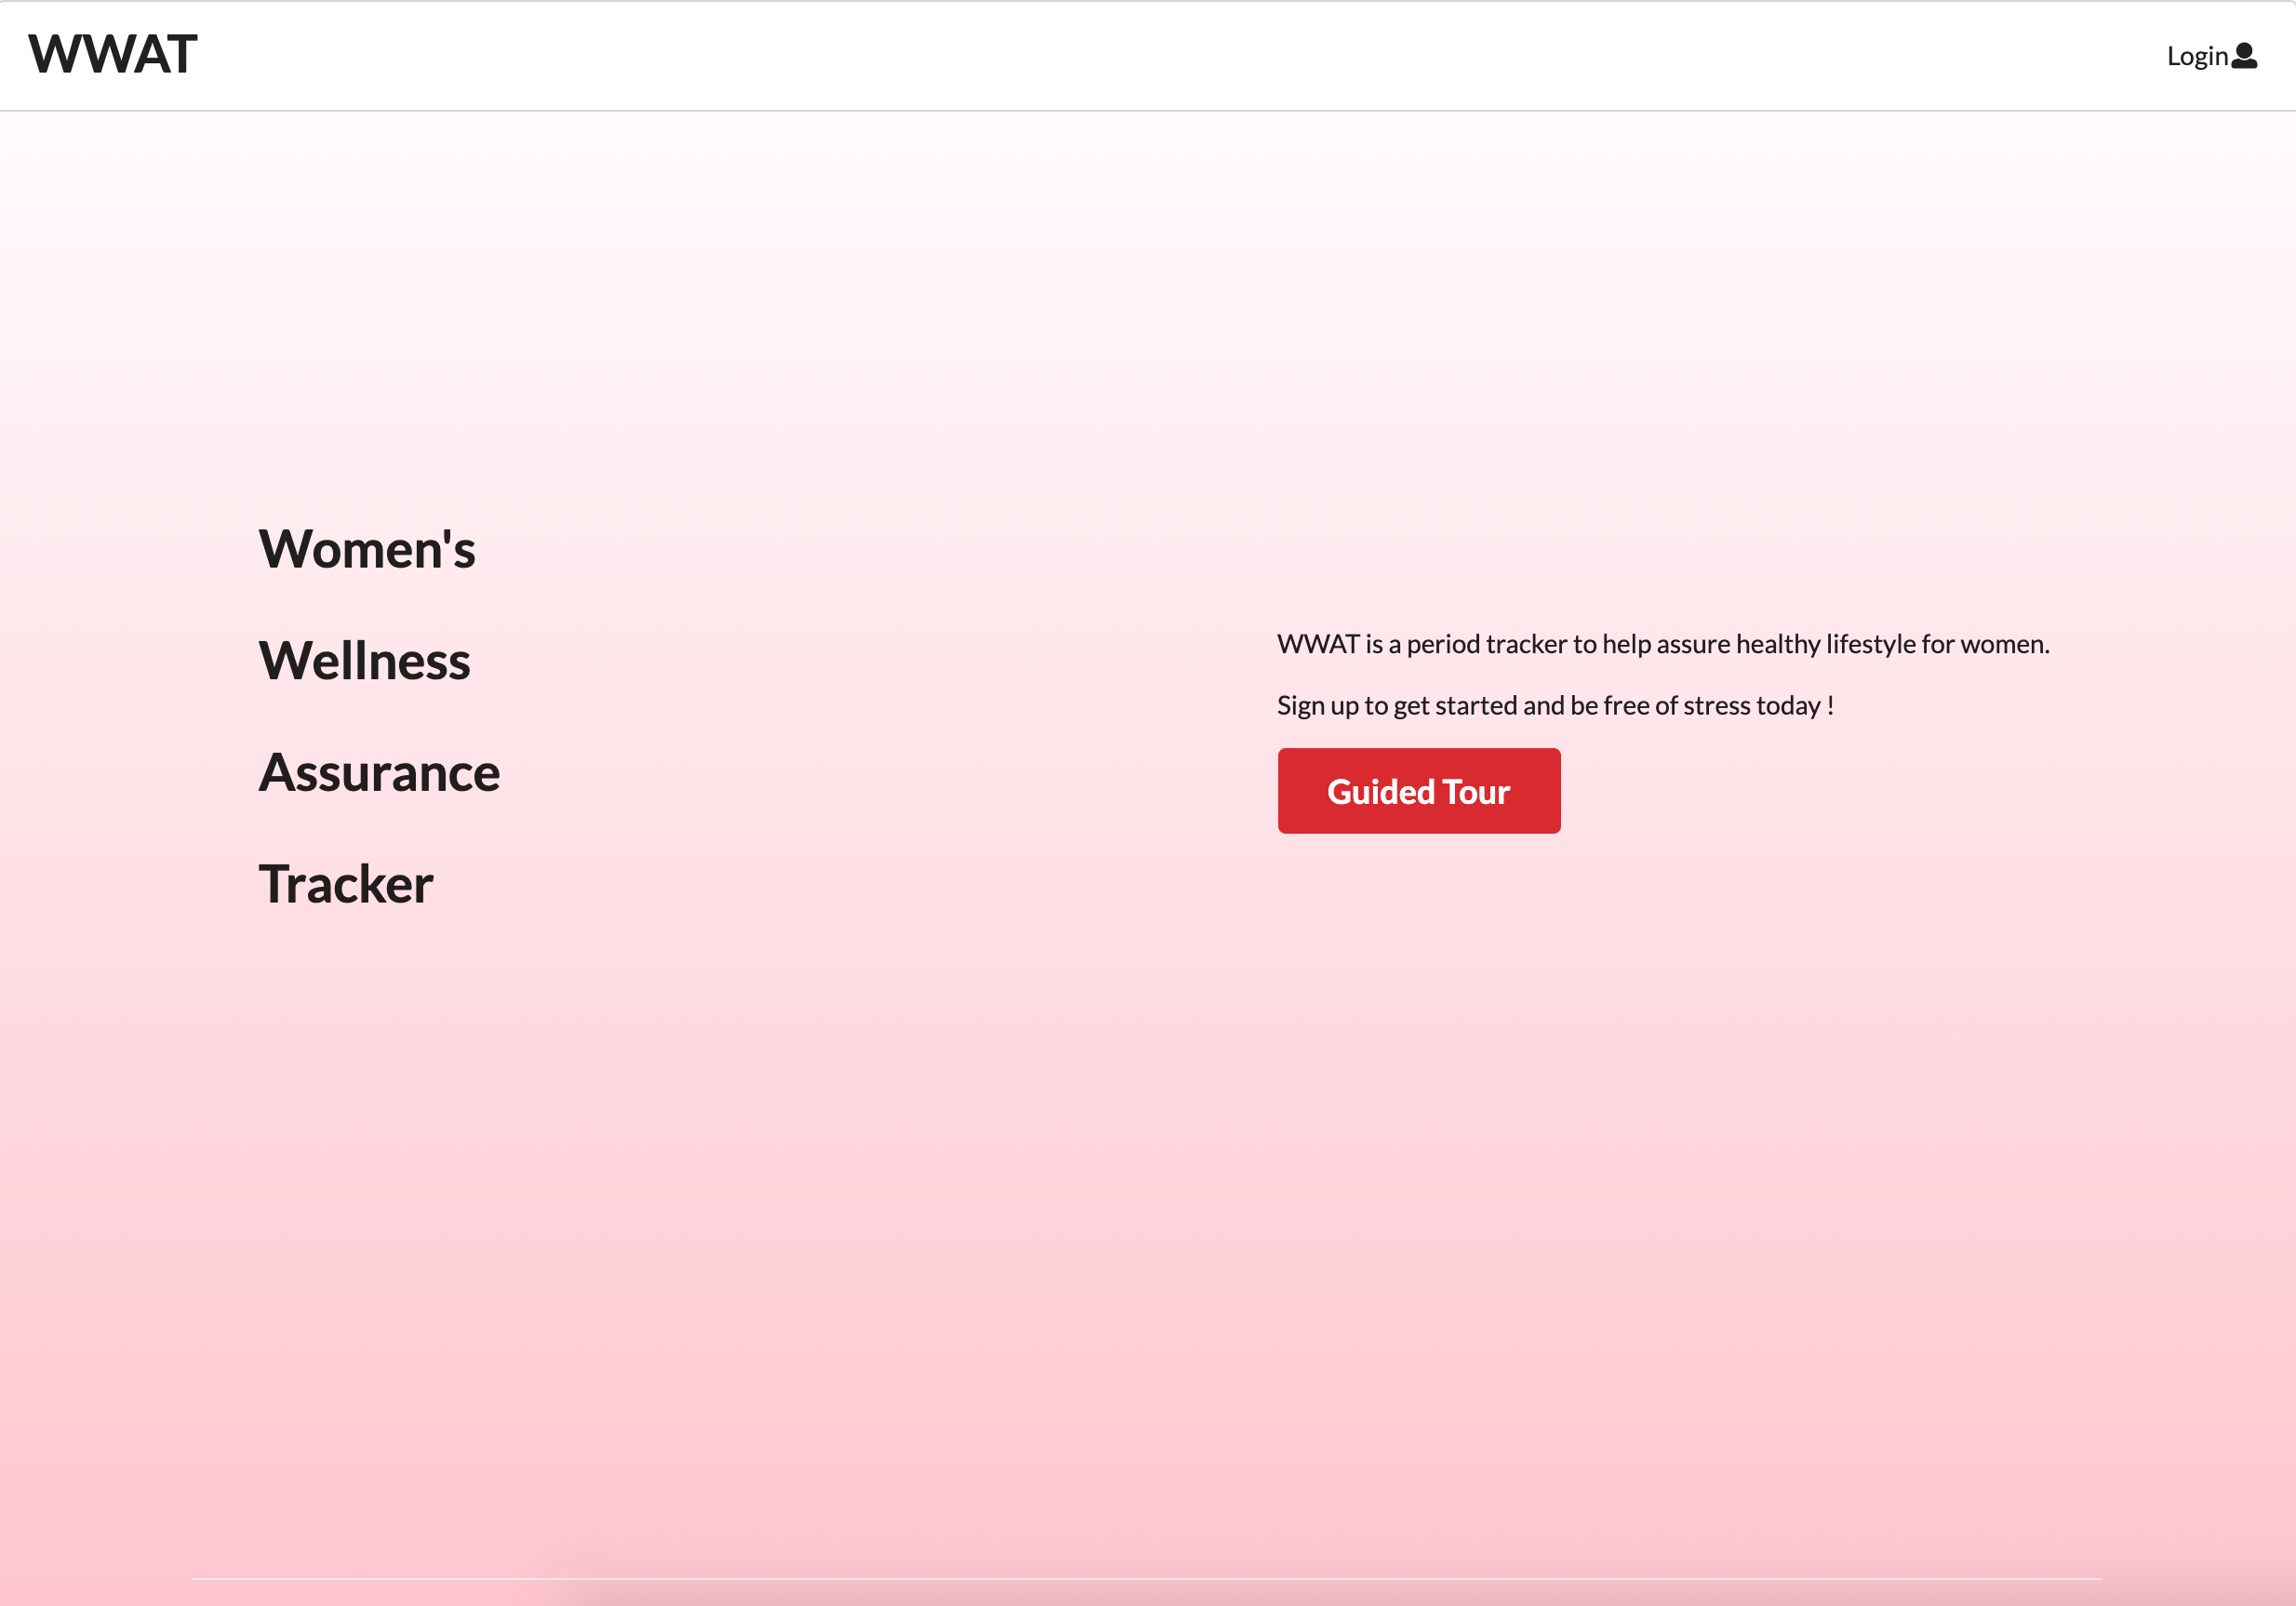 WWAT
Login
Women's
Wellness
Assurance
Tracker
WWAT is a period tracker to help assure healthy lifestyle for women.
Sign up to get started and be free of stress today !
Guided Tour